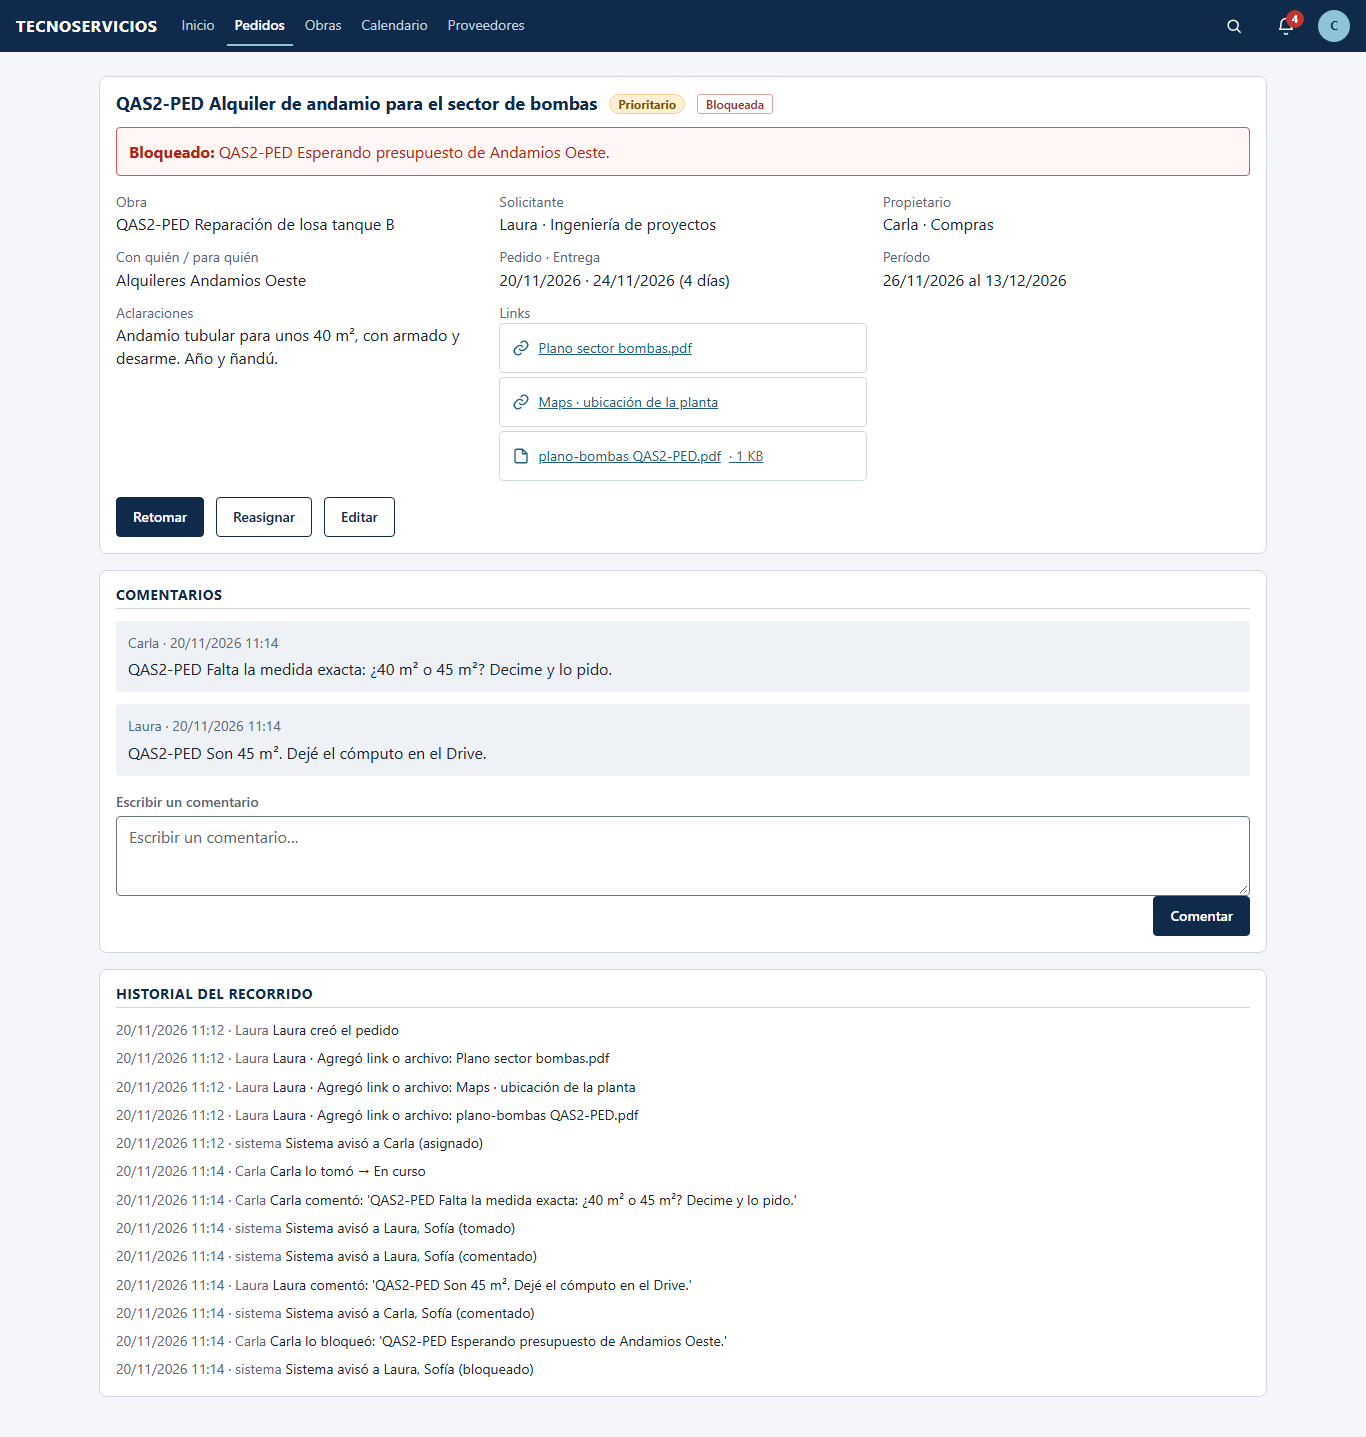 TECNOSERVICIOS Inicio Pedidos Obras Calendario Proveedores 4 C
QAS2-PED Alquiler de andamio para el sector de bombas Prioritario Bloqueada
Bloqueado: QAS2-PED Esperando presupuesto de Andamios Oeste.
Obra
QAS2-PED Reparación de losa tanque B
Solicitante
Laura · Ingeniería de proyectos
Propietario
Carla · Compras
Con quién / para quién
Alquileres Andamios Oeste
Pedido · Entrega
20/11/2026 · 24/11/2026 (4 días)
Período
26/11/2026 al 13/12/2026
Aclaraciones
Andamio tubular para unos 40 m², con armado y
desarme. Año y ñandú.
Links
Plano sector bombas.pdf
Maps · ubicación de la planta
plano-bombas QAS2-PED.pdf · 1 KB
Retomar Reasignar Editar
COMENTARIOS
Carla · 20/11/2026 11:14
QAS2-PED Falta la medida exacta: ¿40 m² o 45 m²? Decime y lo pido.
Laura · 20/11/2026 11:14
QAS2-PED Son 45 m². Dejé el cómputo en el Drive.
Escribir un comentario
Escribir un comentario...
Comentar
HISTORIAL DEL RECORRIDO
20/11/2026 11:12 · Laura Laura creó el pedido
20/11/2026 11:12 · Laura Laura · Agregó link o archivo: Plano sector bombas.pdf
20/11/2026 11:12 · Laura Laura · Agregó link o archivo: Maps · ubicación de la planta
20/11/2026 11:12 · Laura Laura · Agregó link o archivo: plano-bombas QAS2-PED.pdf
20/11/2026 11:12 · sistema Sistema avisó a Carla (asignado)
20/11/2026 11:14 · Carla Carla lo tomó → En curso
20/11/2026 11:14 · Carla Carla comentó: 'QAS2-PED Falta la medida exacta: ¿40 m² o 45 m²? Decime y lo pido.'
20/11/2026 11:14 · sistema Sistema avisó a Laura, Sofía (tomado)
20/11/2026 11:14 · sistema Sistema avisó a Laura, Sofía (comentado)
20/11/2026 11:14 · Laura Laura comentó: 'QAS2-PED Son 45 m². Dejé el cómputo en el Drive.'
20/11/2026 11:14 · sistema Sistema avisó a Carla, Sofía (comentado)
20/11/2026 11:14 · Carla Carla lo bloqueó: 'QAS2-PED Esperando presupuesto de Andamios Oeste.'
20/11/2026 11:14 · sistema Sistema avisó a Laura, Sofía (bloqueado)